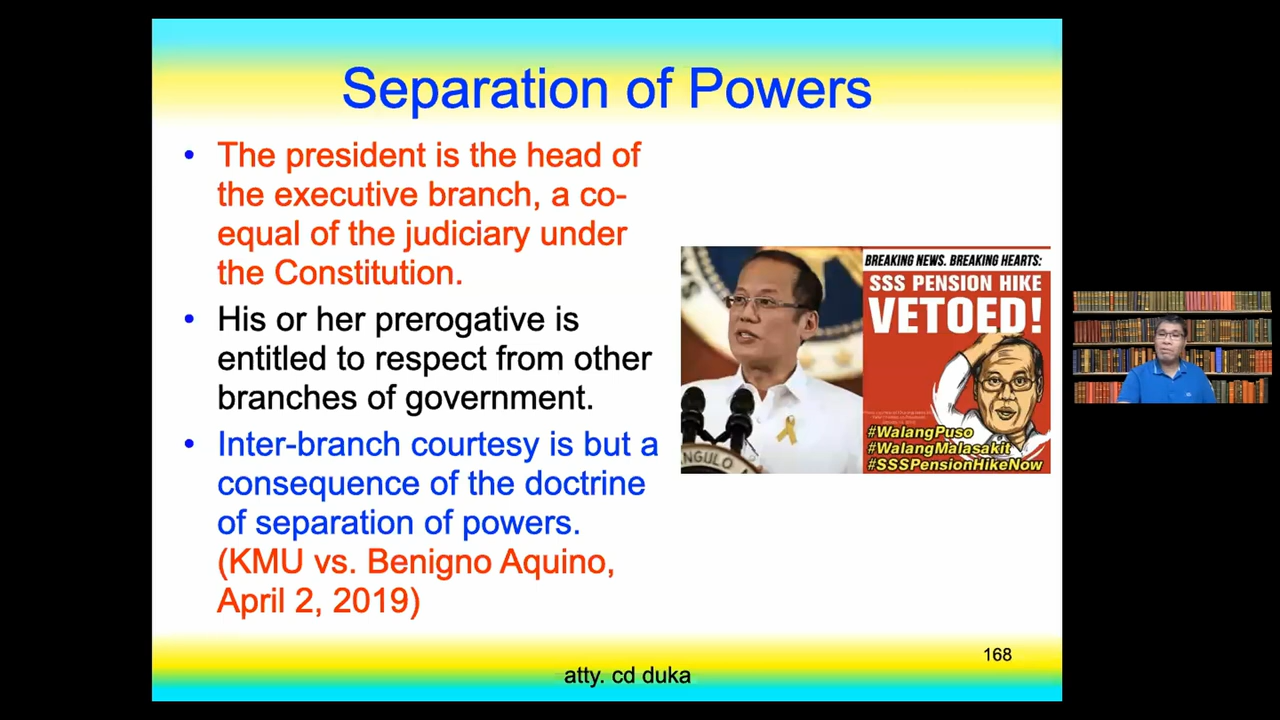 Separation of Powers
• The president is the head of
the executive branch, a co-
equal of the judiciary under
the Constitution.
• His or her prerogative is
entitled to respect from other
branches of government.
• Inter-branch courtesy is but a
consequence of the doctrine
of separation of powers.
(KMU vs. Benigno Aquino,
April 2, 2019)
ANGULO
BREAKING NEWS. BREAKING HEARTS:
SSS PENSION HIKE
VETOED!
#WalangPuso
#WalangMalasakit
#SSSPensionHikeNow
168
atty. cd duka